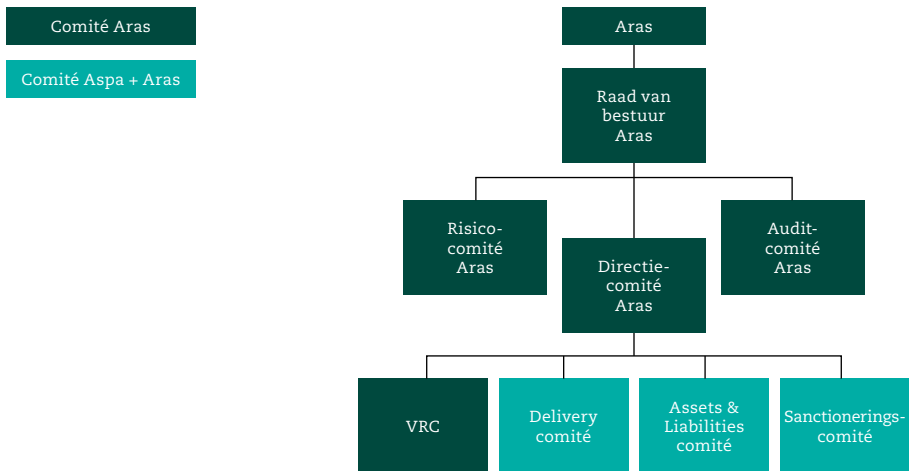 Comité Aras
Comité Aspa + Aras
Aras
Raad van
bestuur
Aras
Risico-
comité
Aras
Directie-
comité
Aras
Audit-
comité
Aras
VRC
Delivery
comité
Assets &
Liabilities
comité
Sanctionerings-
comité